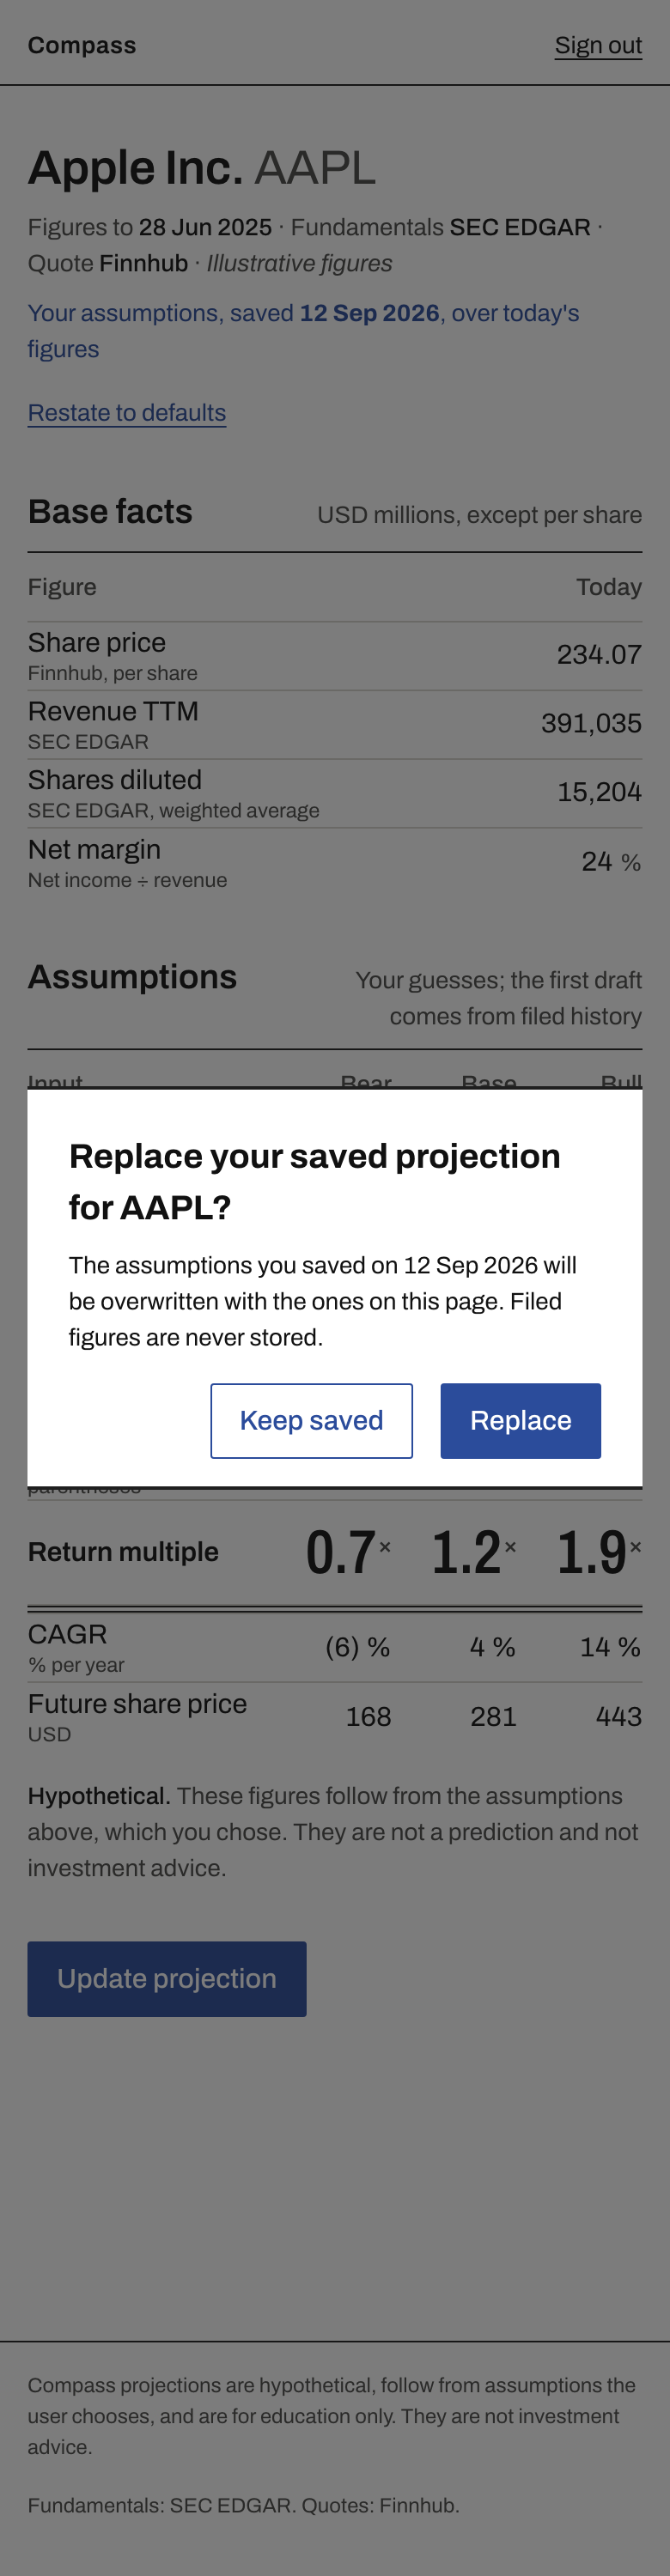 Compass
Sign out
Apple Inc. AAPL
Figures to 28 Jun 2025 · Fundamentals SEC EDGAR ·
Quote Finnhub · Illustrative figures
Your assumptions, saved 12 Sep 2026, over today's
figures
Restate to defaults
Base facts
USD millions, except per share
Figure Today
Share price 234.07
Finnhub, per share
Revenue TTM 391,035
SEC EDGAR
Shares diluted 15,204
SEC EDGAR, weighted average
Net margin 24 %
Net income ÷ revenue
Assumptions
Your guesses; the first draft
comes from filed history
Input Bear Base Bull
Replace your saved projection
for AAPL?
The assumptions you saved on 12 Sep 2026 will
be overwritten with the ones on this page. Filed
figures are never stored.
Keep saved Replace
parentheses
Return multiple 0.7× 1.2× 1.9×
CAGR (6) % 4 % 14 %
% per year
Future share price 168 281 443
USD
Hypothetical. These figures follow from the assumptions
above, which you chose. They are not a prediction and not
investment advice.
Update projection
Compass projections are hypothetical, follow from assumptions the
user chooses, and are for education only. They are not investment
advice.
Fundamentals: SEC EDGAR. Quotes: Finnhub.